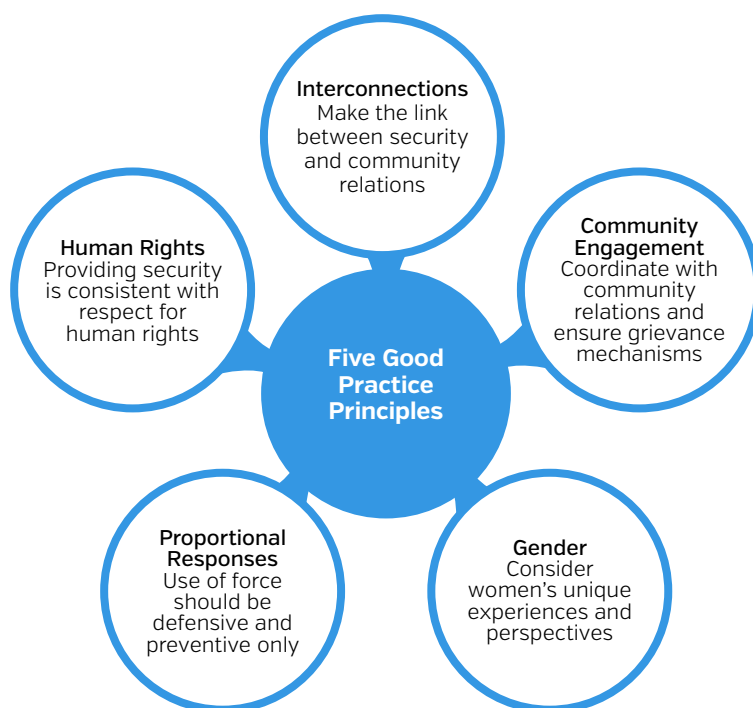 Interconnections
Make the link
between security
and community
relations
Human Rights
Providing security
is consistent with
respect for
human rights
Community
Engagement
Coordinate with
community
relations and
ensure grievance
mechanisms
Five Good
Practice
Principles
Proportional
Responses
Use of force
should be
defensive and
preventive only
Gender
Consider
women’s unique
experiences and
perspectives